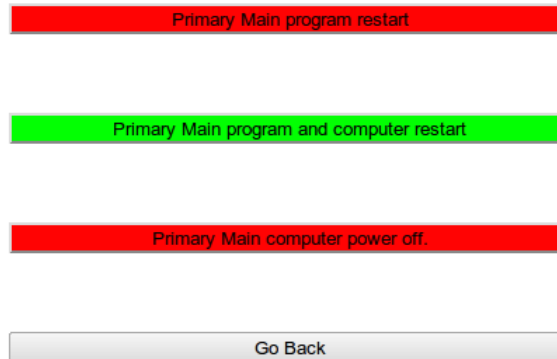 Primary Main program restart
Primary Main program and computer restart
Primary Main computer power off.
Go Back